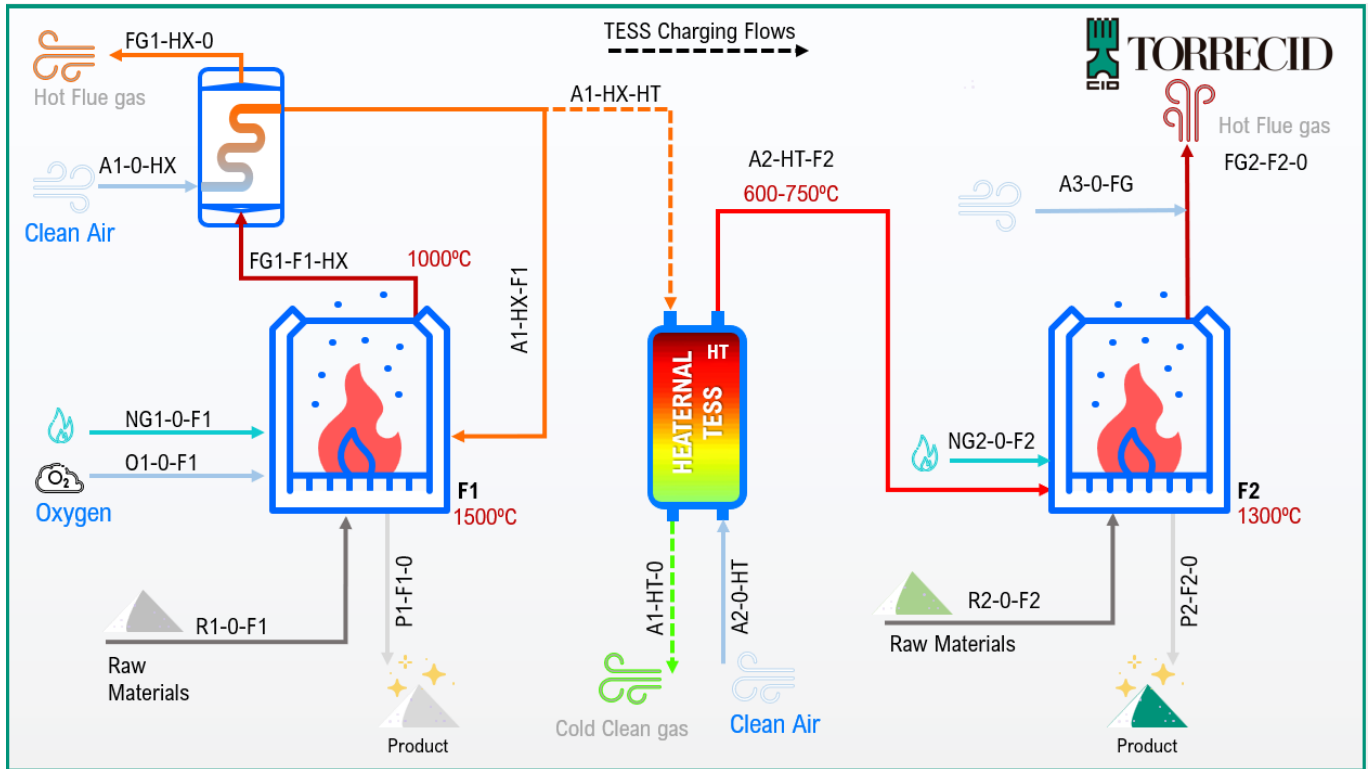 FG1-HX-0
Hot Flue gas
A1-0-HX
Clean Air
FG1-F1-HX
1000ºC
TESS Charging Flows
A1-HX-HT
A1-HX-F1
A2-HT-F2
600-750ºC
CID
TORRECID
Hot Flue gas
FG2-F2-0
A3-0-FG
NG1-0-F1
O1-0-F1
O2
Oxygen
F1
1500ºC
HT
HEATERNAL
TESS
NG2-0-F2
F2
1300ºC
R1-0-F1
Raw
Materials
P1-F1-0
Product
A1-HT-0
A2-0-HT
Cold Clean gas
Clean Air
R2-0-F2
Raw Materials
P2-F2-0
Product